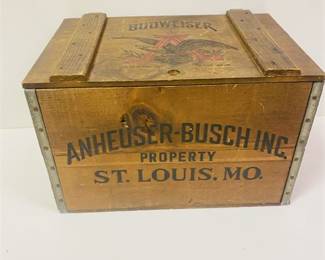 BUDWEISER
ANHEUSER-BUSCH INC.
PROPERTY
ST. LOUIS. MO.